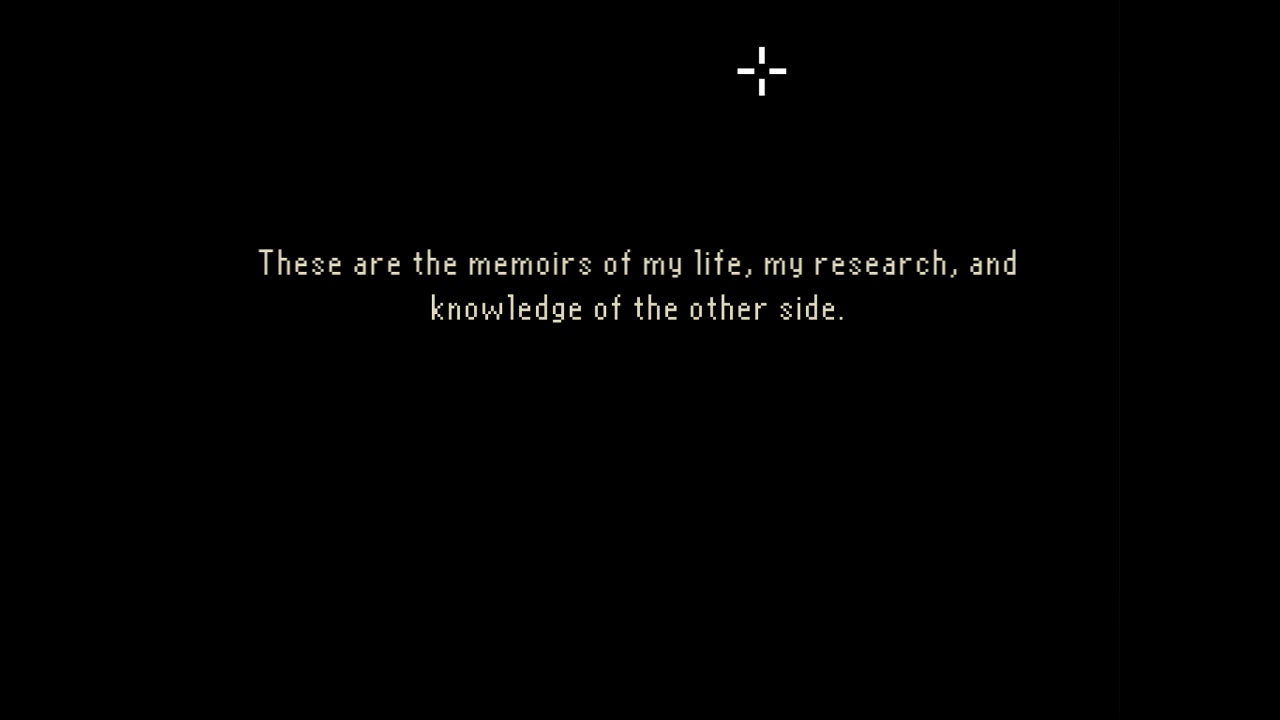 These are the memoirs of my life, my research, and
knowledge of the other side.